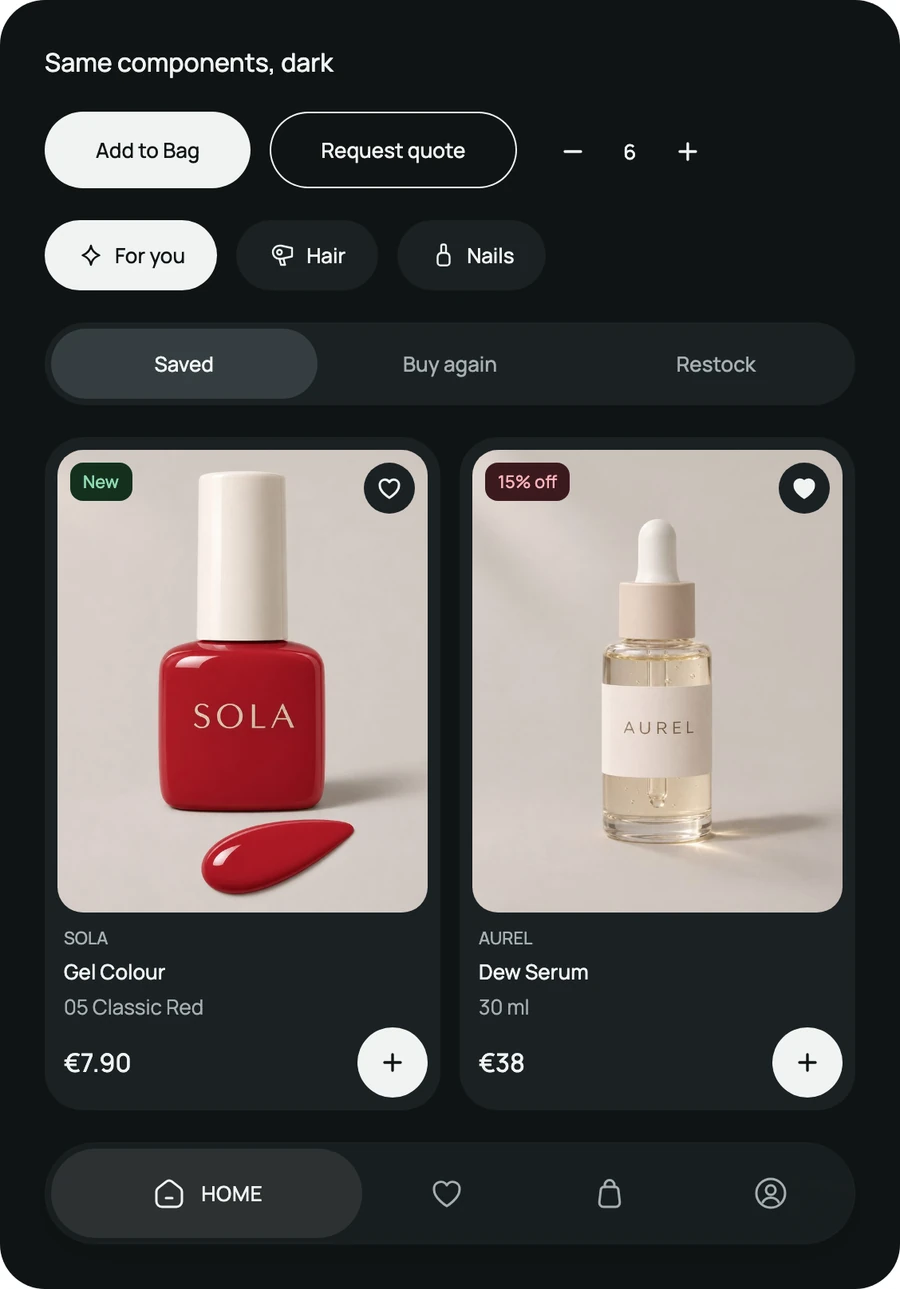 Same components, dark
Add to Bag
Request quote
6
For you
Hair
Nails
Saved
Buy again
Restock
New
SOLA
SOLA
Gel Colour
05 Classic Red
€7.90
15% off
AUREL
AUREL
Dew Serum
30 ml
€38
HOME